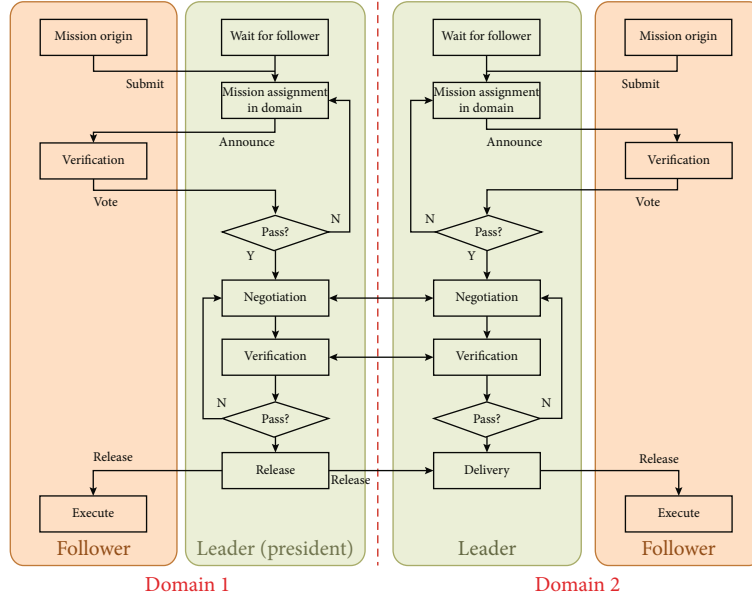 Mission origin
Wait for follower
Wait for follower
Mission origin
Submit
Submit
Mission assignment
in domain
Mission assignment
in domain
Announce
Announce
Verification
Verification
Vote
Vote
N
N
Pass?
Pass?
Y
Y
Negotiation
Negotiation
Verification
Verification
N
N
Pass?
Pass?
Release
Release
Release
Release
Delivery
Execute
Execute
Follower
Leader (president)
Leader
Follower
Domain 1
Domain 2